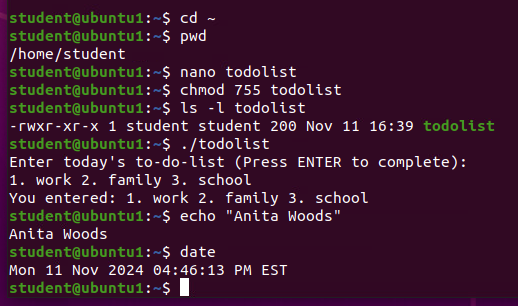 student@ubuntu1:~$ cd ~
student@ubuntu1:~$ pwd
/home/student
student@ubuntu1:~$ nano todolist
student@ubuntu1:~$ chmod 755 todolist
student@ubuntu1:~$ ls -l todolist
-rwxr-xr-x 1 student student 200 Nov 11 16:39 todolist
student@ubuntu1:~$ ./todolist
Enter today's to-do-list (Press ENTER to complete):
1. work 2. family 3. school
You entered: 1. work 2. family 3. school
student@ubuntu1:~$ echo "Anita Woods"
Anita Woods
student@ubuntu1:~$ date
Mon 11 Nov 2024 04:46:13 PM EST
student@ubuntu1:~$